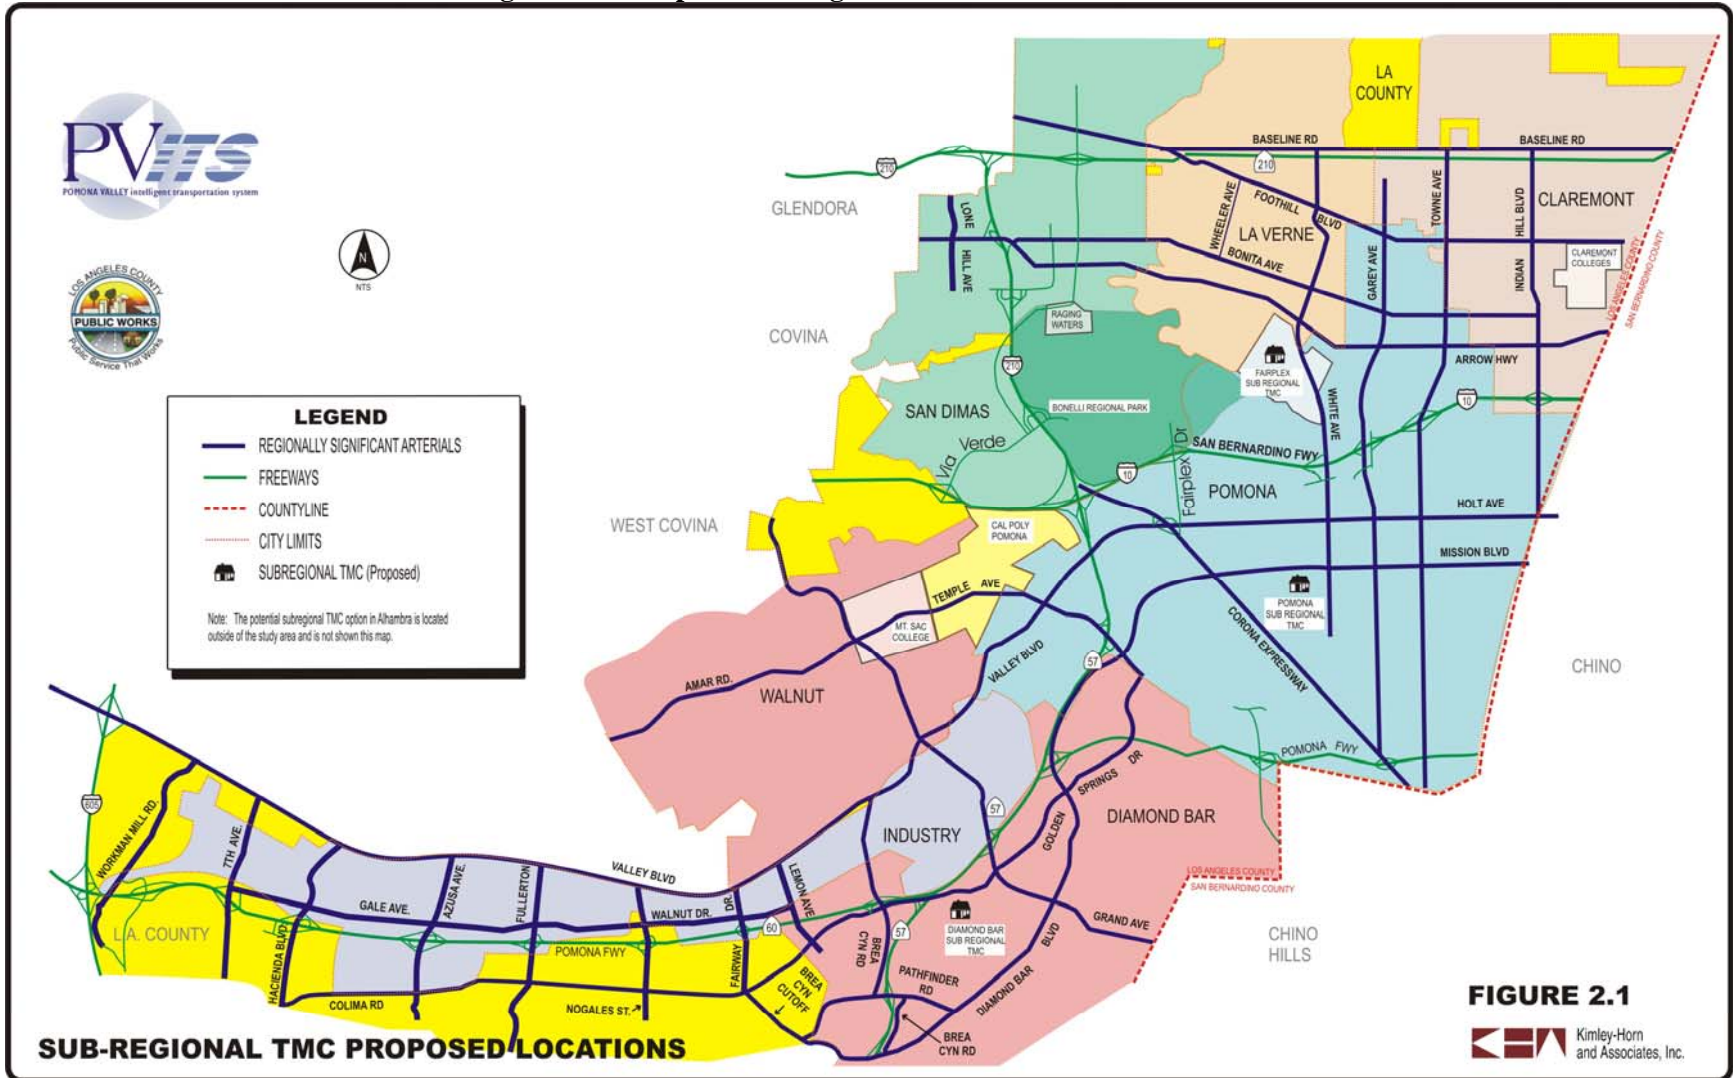 PVITS
POMONA VALLEY intelligent transportation system
LOS ANGELES COUNTY
PUBLIC WORKS
Public Service That Works
N
NTS
LEGEND
REGIONALLY SIGNIFICANT ARTERIALS
FREEWAYS
COUNTYLINE
CITY LIMITS
SUBREGIONAL TMC (Proposed)
Note: The potential subregional TMC option in Alhambra is located
outside of the study area and is not shown this map.
LA
COUNTY
BASELINE RD
BASELINE RD
210
210
GLENDORA
LONE
HILL AVE
WHEELER AVE
FOOTHILL
BLVD
LA VERNE
BONITA AVE
GAREY AVE
TOWNE AVE
INDIAN
HILL BLVD
CLAREMONT
CLAREMONT
COLLEGES
LOS ANGELES COUNTY
SAN BERNARDINO COUNTY
COVINA
RAGING
WATERS
210
ARROW HWY
FAIRPLEX
SUB REGIONAL
TMC
SAN DIMAS
BONELLI REGIONAL PARK
WHITE AVE
10
Via Verde
Fairplex Dr
SAN BERNARDINO FWY
10
POMONA
HOLT AVE
WEST COVINA
CAL POLY
POMONA
MISSION BLVD
TEMPLE AVE
MT. SAC
COLLEGE
POMONA
SUB REGIONAL
TMC
VALLEY BLVD
CORONA EXPRESSWAY
57
CHINO
AMAR RD.
WALNUT
POMONA FWY
SPRINGS DR
GOLDEN
605
WORKMAN MILL RD.
7TH AVE.
57
INDUSTRY
DIAMOND BAR
LOS ANGELES COUNTY
SAN BERNARDINO COUNTY
VALLEY BLVD
LEMON AVE
AZUSA AVE.
FULLERTON
GALE AVE.
WALNUT DR.
DR.
FAIRWAY
60
HACIENDA BLVD
L.A. COUNTY
POMONA FWY
BREA
CYN RD
57
DIAMOND BAR
SUB REGIONAL
TMC
GRAND AVE
CHINO
HILLS
BREA
CYN
CUTOFF
PATHFINDER
RD
DIAMOND BAR
BLVD
COLIMA RD
NOGALES ST.
BREA
CYN RD
FIGURE 2.1
SUB-REGIONAL TMC PROPOSED LOCATIONS
Kimley-Horn
and Associates, Inc.